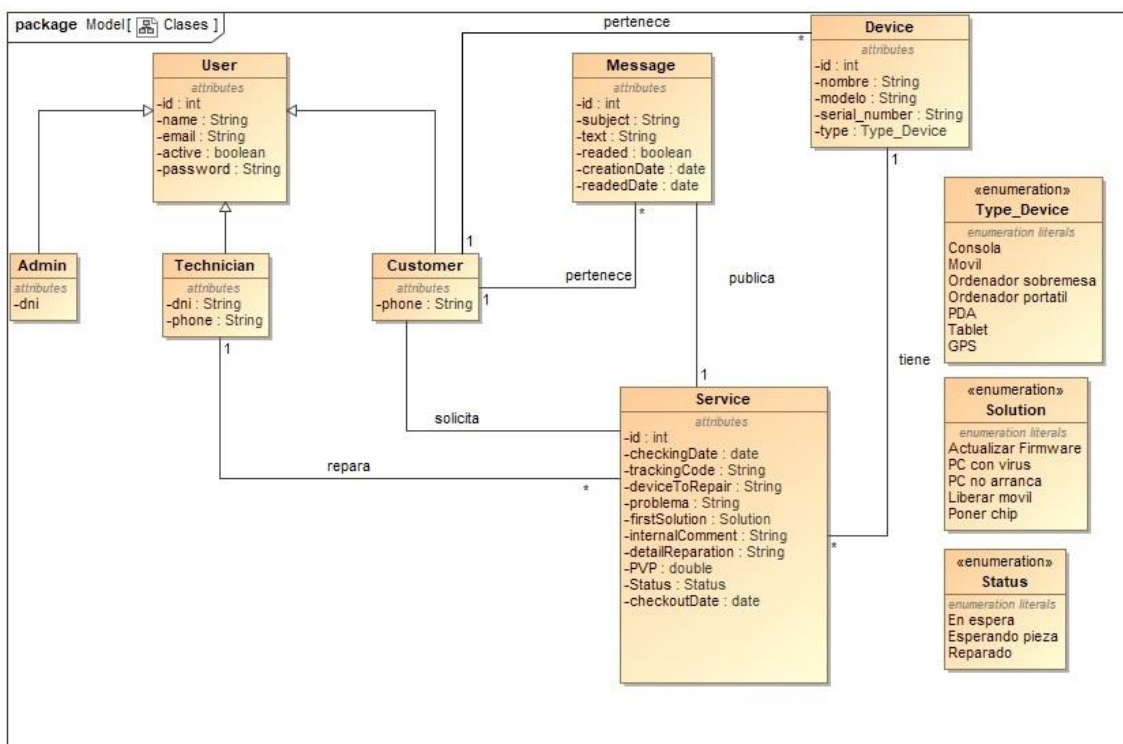 package Model[ Clases ]
User
attributes
-id : int
-name : String
-email : String
-active : boolean
-password : String
Message
attributes
-id : int
-subject : String
-text : String
-readed : boolean
-creationDate : date
-readedDate : date
Device
attributes
-id : int
-nombre : String
-modelo : String
-serial_number : String
-type : Type_Device
pertenece
*
1
Admin
attributes
-dni
Technician
attributes
-dni : String
-phone : String
Customer
attributes
-phone : String
1
pertenece
*
1
publica
1
«enumeration»
Type_Device
enumeration literals
Consola
Movil
Ordenador sobremesa
Ordenador portatil
PDA
Tablet
GPS
1
repara
*
solicita
tiene
*
Service
attributes
-id : int
-checkingDate : date
-trackingCode : String
-deviceToRepair : String
-problema : String
-firstSolution : Solution
-internalComment : String
-detailReparation : String
-PVP : double
-Status : Status
-checkoutDate : date
«enumeration»
Solution
enumeration literals
Actualizar Firmware
PC con virus
PC no arranca
Liberar movil
Poner chip
«enumeration»
Status
enumeration literals
En espera
Esperando pieza
Reparado